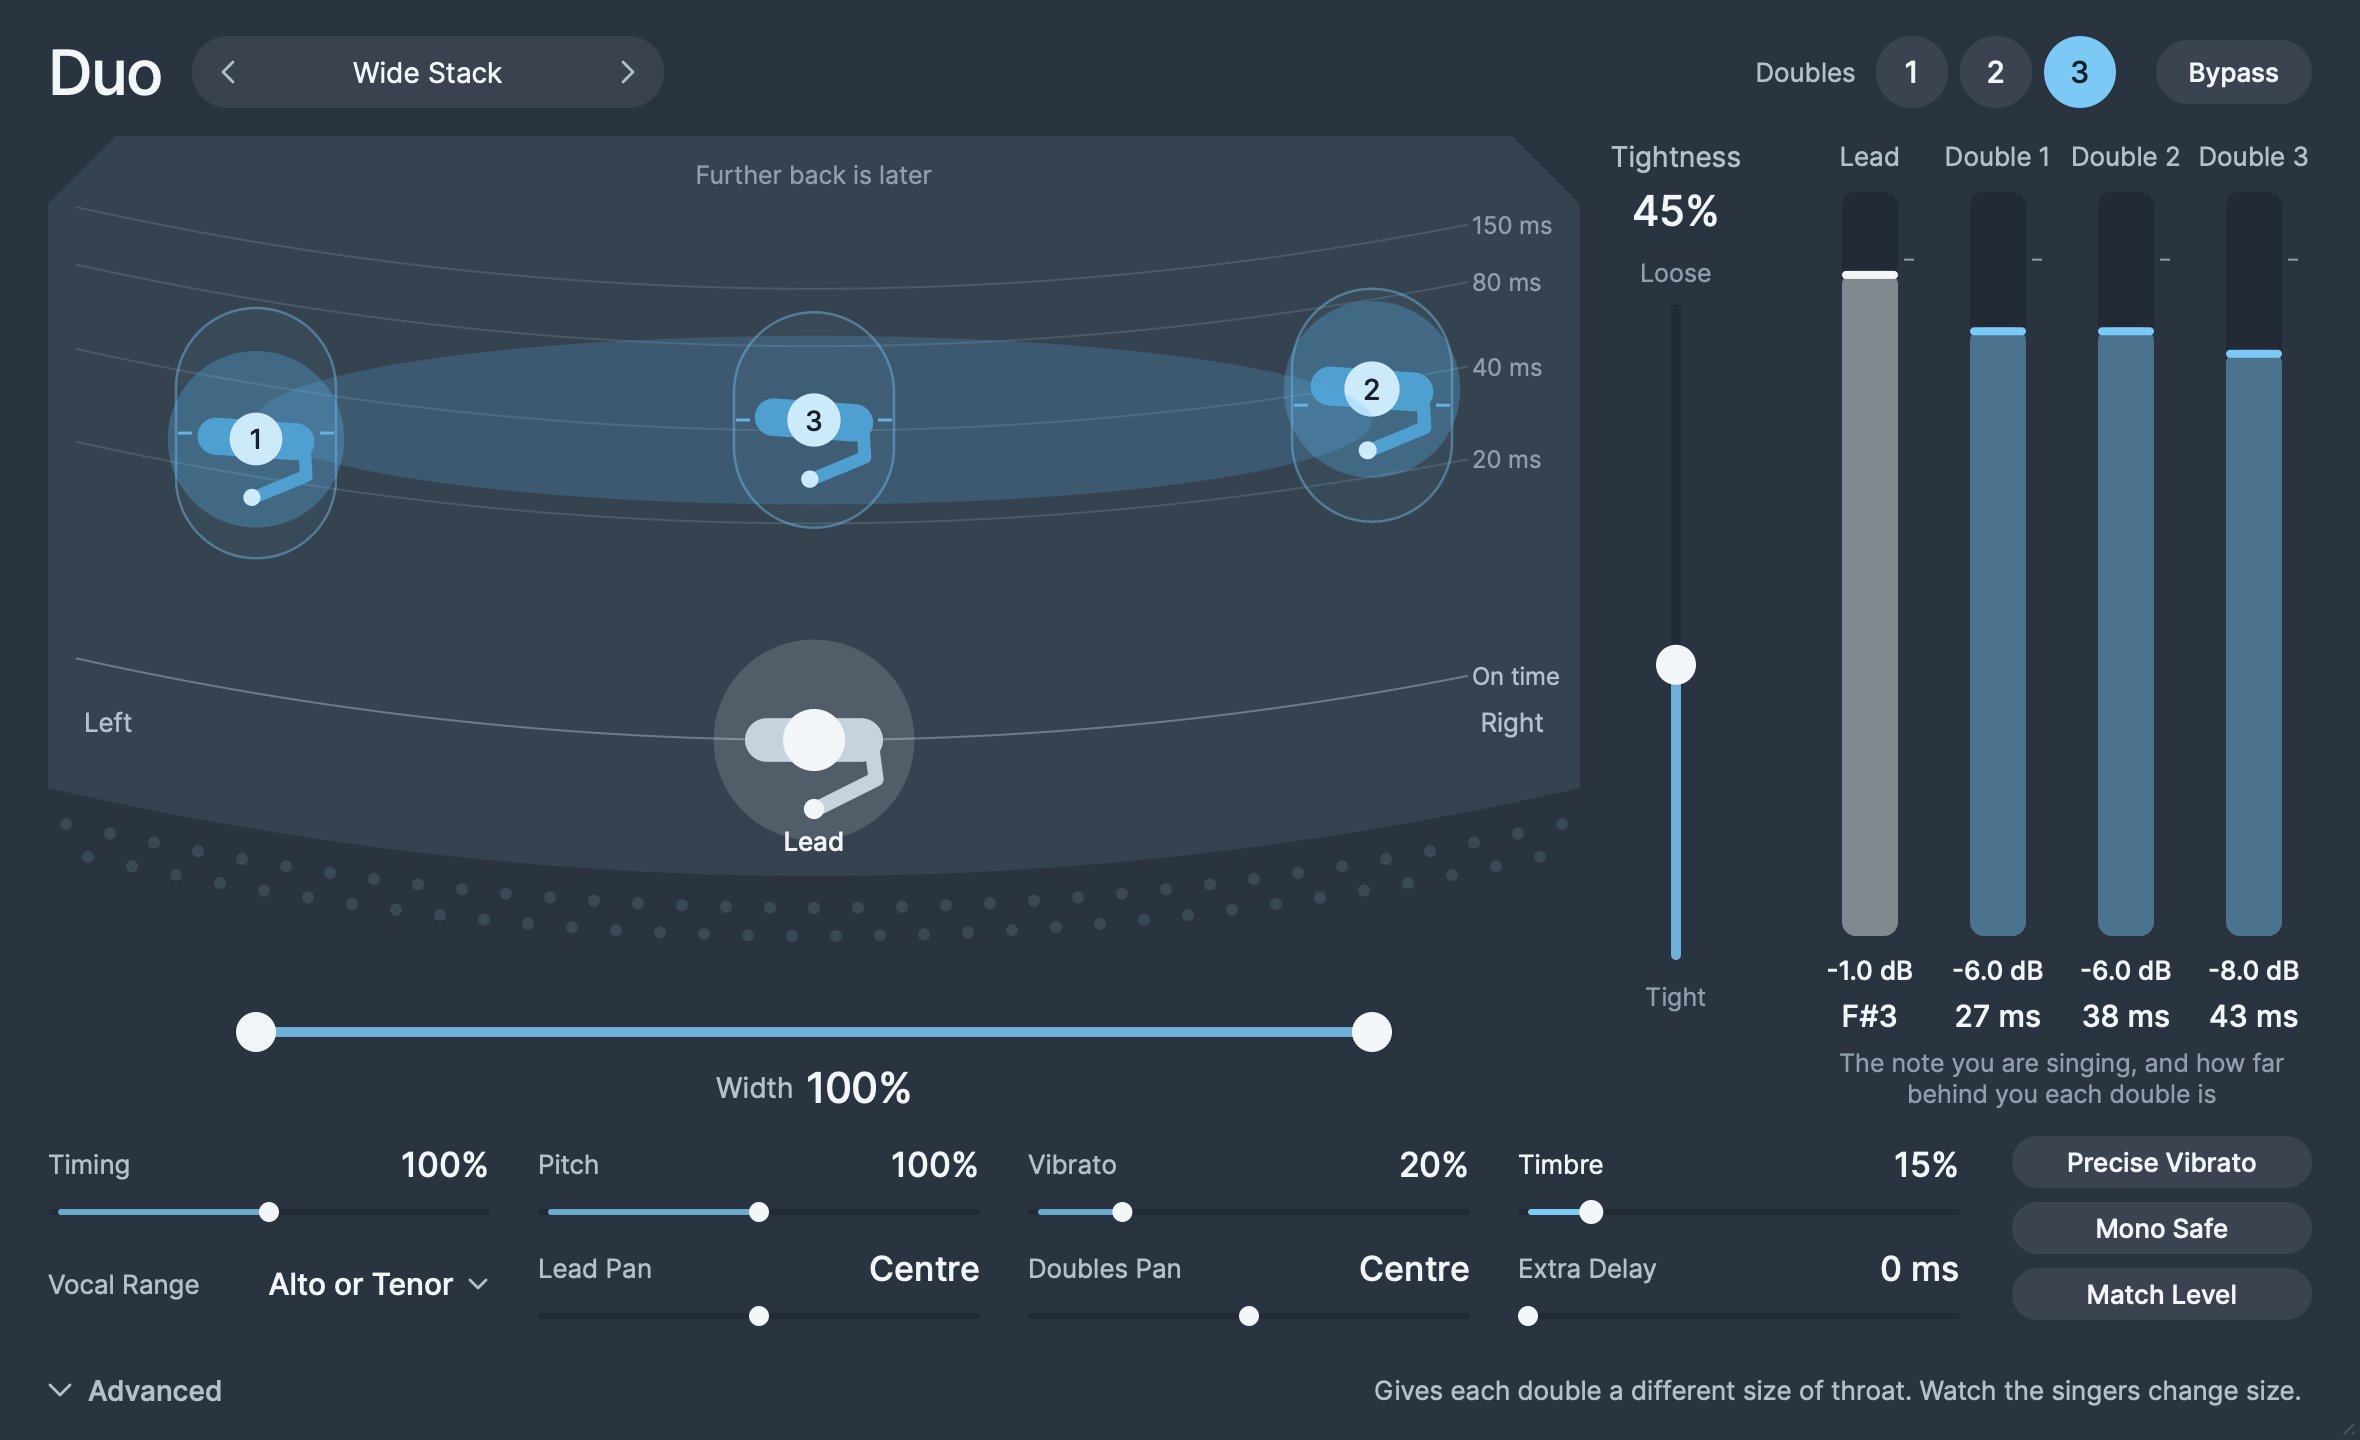 Duo
Wide Stack
Doubles
1
2
3
Bypass
Further back is later
150 ms
80 ms
40 ms
20 ms
On time
Left
Right
1
3
2
Lead
Width 100%
Tightness
45%
Loose
Tight
Lead
Double 1
Double 2
Double 3
-1.0 dB
-6.0 dB
-6.0 dB
-8.0 dB
F#3
27 ms
38 ms
43 ms
The note you are singing, and how far
behind you each double is
Timing 100%
Pitch 100%
Vibrato 20%
Timbre 15%
Precise Vibrato
Mono Safe
Match Level
Vocal Range Alto or Tenor
Lead Pan Centre
Doubles Pan Centre
Extra Delay 0 ms
Advanced
Gives each double a different size of throat. Watch the singers change size.